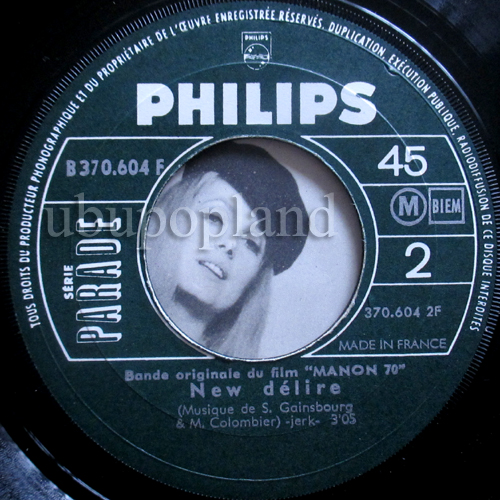 TOUS DROITS DU PRODUCTEUR PHONOGRAPHIQUE ET DU PROPRIÉTAIRE DE L'ŒUVRE ENREGISTRÉE RÉSERVÉS. DUPLICATION, EXÉCUTION PUBLIQUE, RADIODIFFUSION DE CE DISQUE INTERDITES
PHILIPS
PHILIPS
B 370.604 F
45
M BIEM
SÉRIE
PARADE
2
370.604 2F
MADE IN FRANCE
ubupopland
Bande originale du film "MANON 70"
New délire
(Musique de S. Gainsbourg
& M. Colombier) -jerk- 3'05